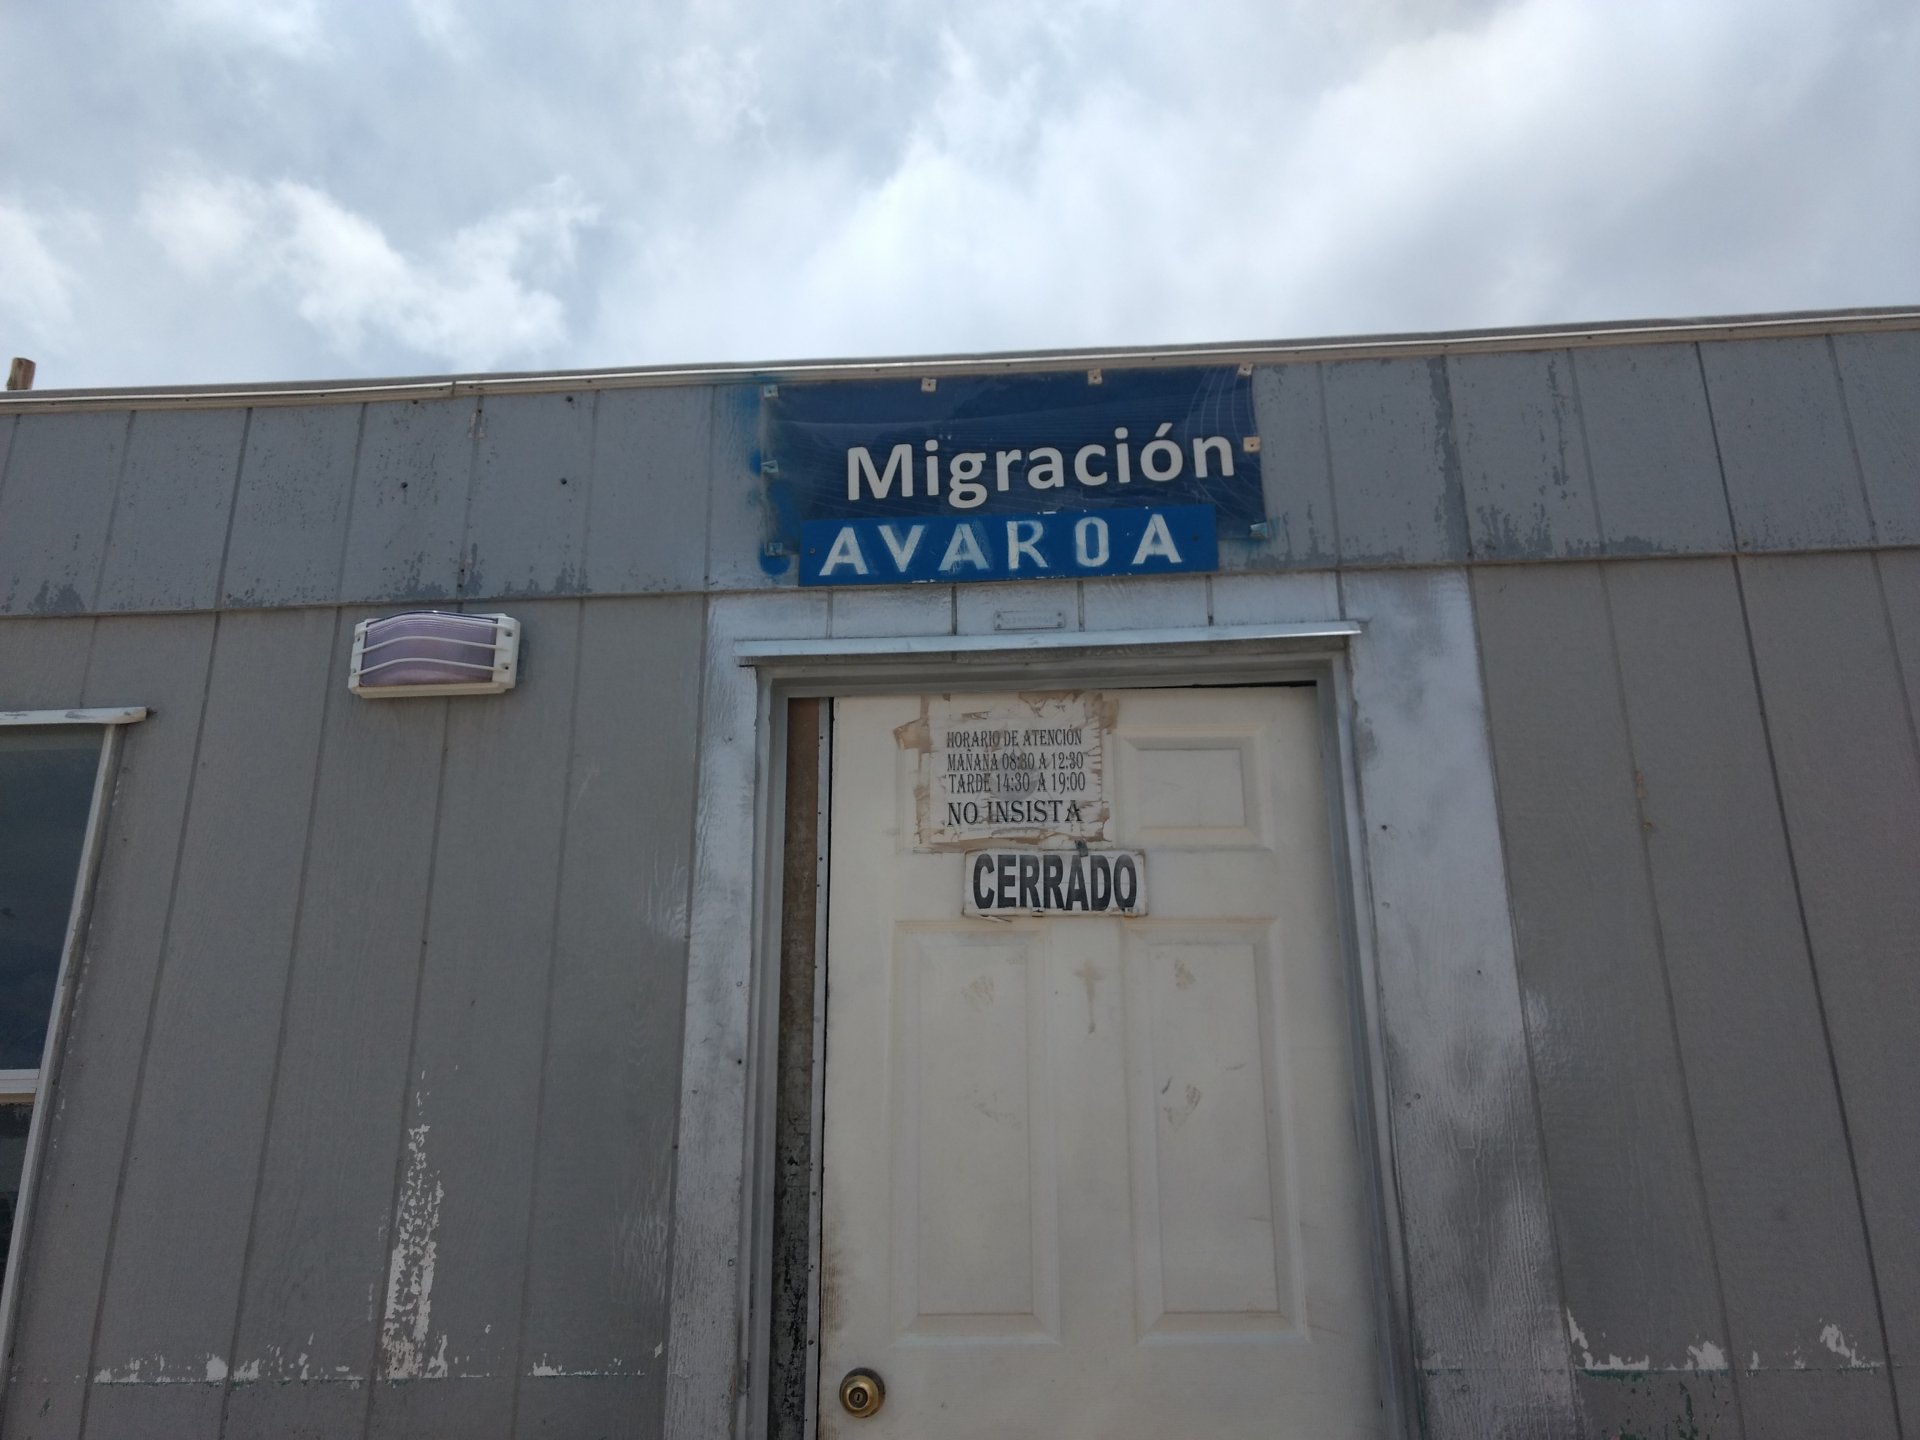 Migración
AVAROA
HORARIO DE ATENCIÓN
MAÑANA 08:30 A 12:30
TARDE 14:30 A 19:00
NO INSISTA
CERRADO